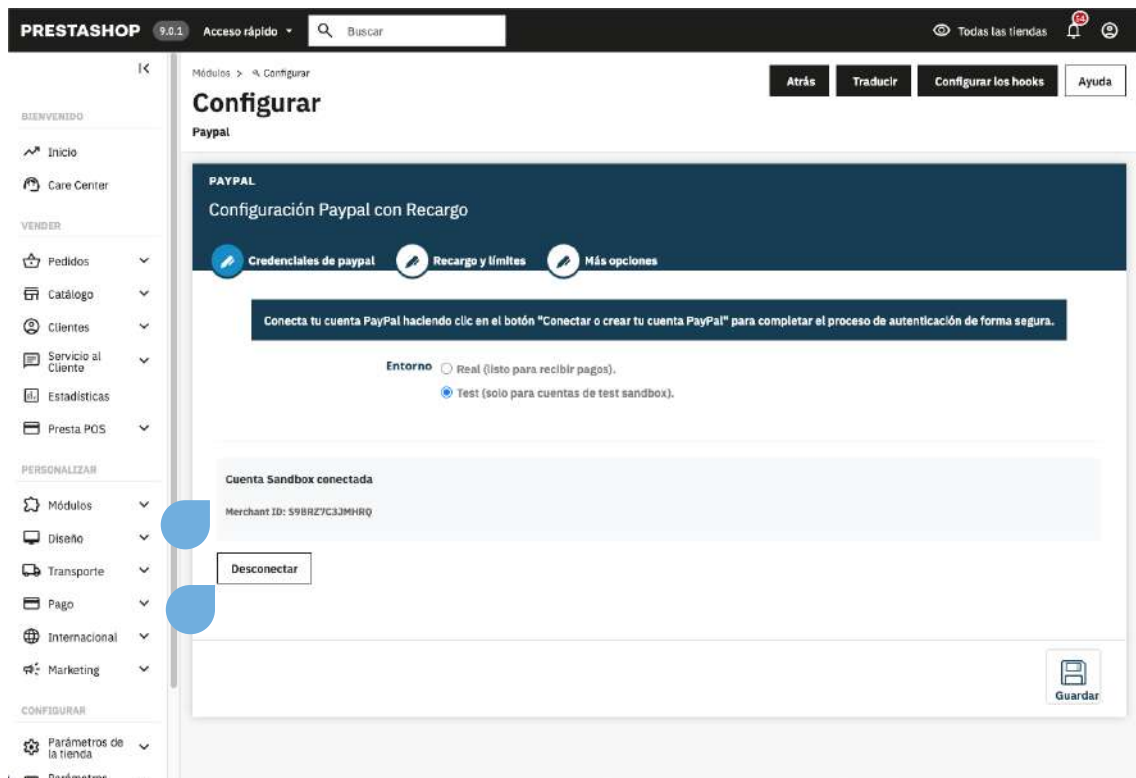 PRESTASHOP 9.0.1 Acceso rápido Buscar Todas las tiendas 64
Módulos > Configurar
Configurar
Paypal
Atrás Traducir Configurar los hooks Ayuda
BIENVENIDO
Inicio
Care Center
VENDER
Pedidos
Catálogo
Clientes
Servicio al
Cliente
Estadísticas
Presta POS
PERSONALIZAR
Módulos
Diseño
Transporte
Pago
Internacional
Marketing
CONFIGURAR
Parámetros de
la tienda
Parámetros
PAYPAL
Configuración Paypal con Recargo
Credenciales de paypal Recargo y límites Más opciones
Conecta tu cuenta PayPal haciendo clic en el botón "Conectar o crear tu cuenta PayPal" para completar el proceso de autenticación de forma segura.
Entorno Real (listo para recibir pagos).
Test (solo para cuentas de test sandbox).
Cuenta Sandbox conectada
Merchant ID: S9BRZ7C3JMHRQ
Desconectar
Guardar